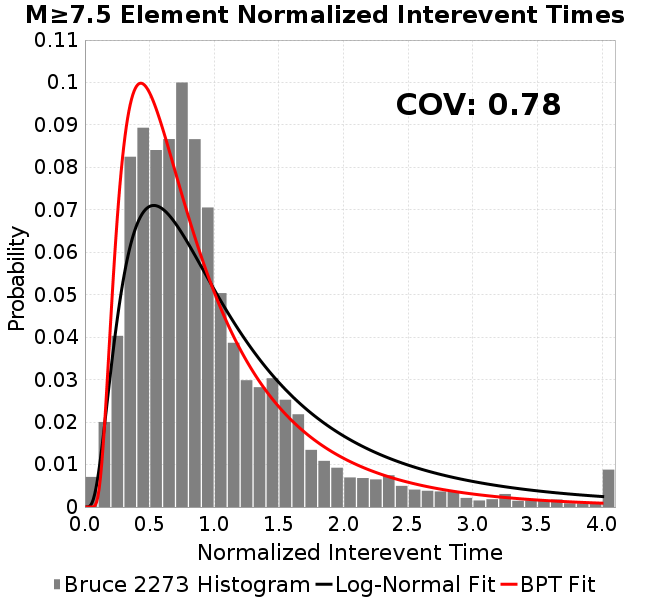 M≥7.5 Element Normalized Interevent Times
COV: 0.78
Probability
0.11
0.1
0.09
0.08
0.07
0.06
0.05
0.04
0.03
0.02
0.01
0
0.0 0.5 1.0 1.5 2.0 2.5 3.0 3.5 4.0
Normalized Interevent Time
Bruce 2273 Histogram Log-Normal Fit BPT Fit